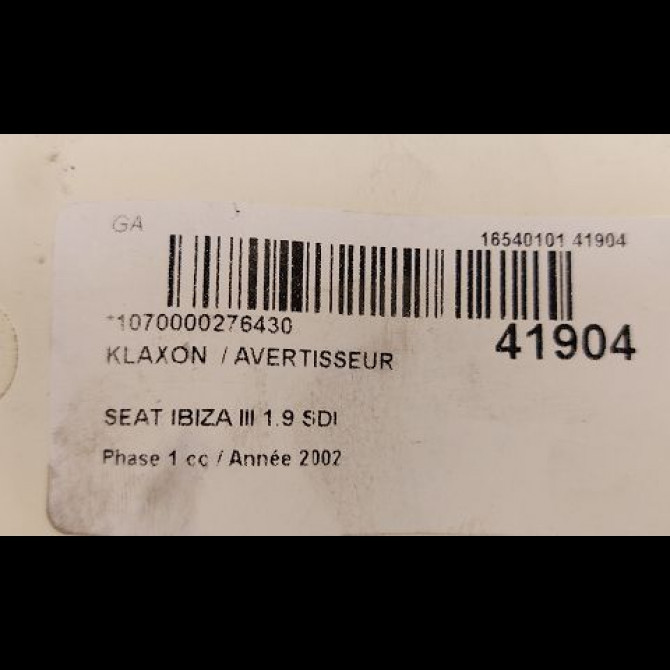 GA
16540101 41904
*1070000276430
41904
KLAXON / AVERTISSEUR
SEAT IBIZA III 1.9 SDI
Phase 1 cc / Année 2002